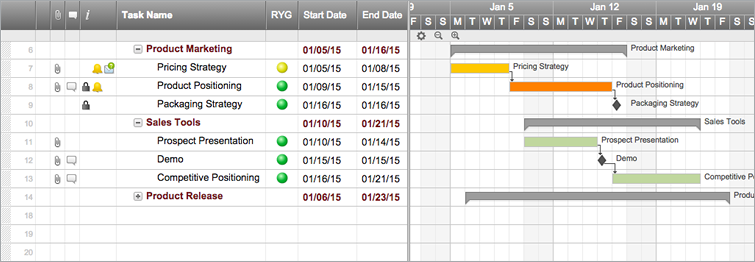 Task Name RYG Start Date End Date
9 Jan 5 Jan 12 Jan 19
F S S M T W T F S S M T W T F S S M T W T F S
6 Product Marketing 01/05/15 01/16/15 Product Marketing
7 Pricing Strategy 01/05/15 01/08/15 Pricing Strategy
8 Product Positioning 01/09/15 01/15/15 Product Positioning
9 Packaging Strategy 01/16/15 01/16/15 Packaging Strategy
10 Sales Tools 01/10/15 01/21/15 Sales Tools
11 Prospect Presentation 01/10/15 01/14/15 Prospect Presentation
12 Demo 01/15/15 01/15/15 Demo
13 Competitive Positioning 01/16/15 01/21/15 Competitive Po
14 Product Release 01/06/15 01/23/15 Produ
18
19
20